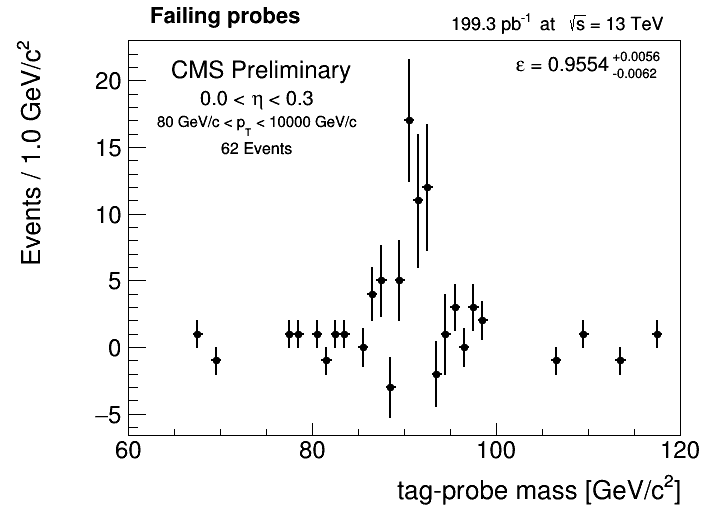 Failing probes
199.3 pb⁻¹ at √s = 13 TeV
CMS Preliminary
0.0 < η < 0.3
80 GeV/c < p_T < 10000 GeV/c
62 Events
ε = 0.9554 +0.0056 -0.0062
Events / 1.0 GeV/c²
20
15
10
5
0
−5
60 80 100 120
tag-probe mass [GeV/c²]